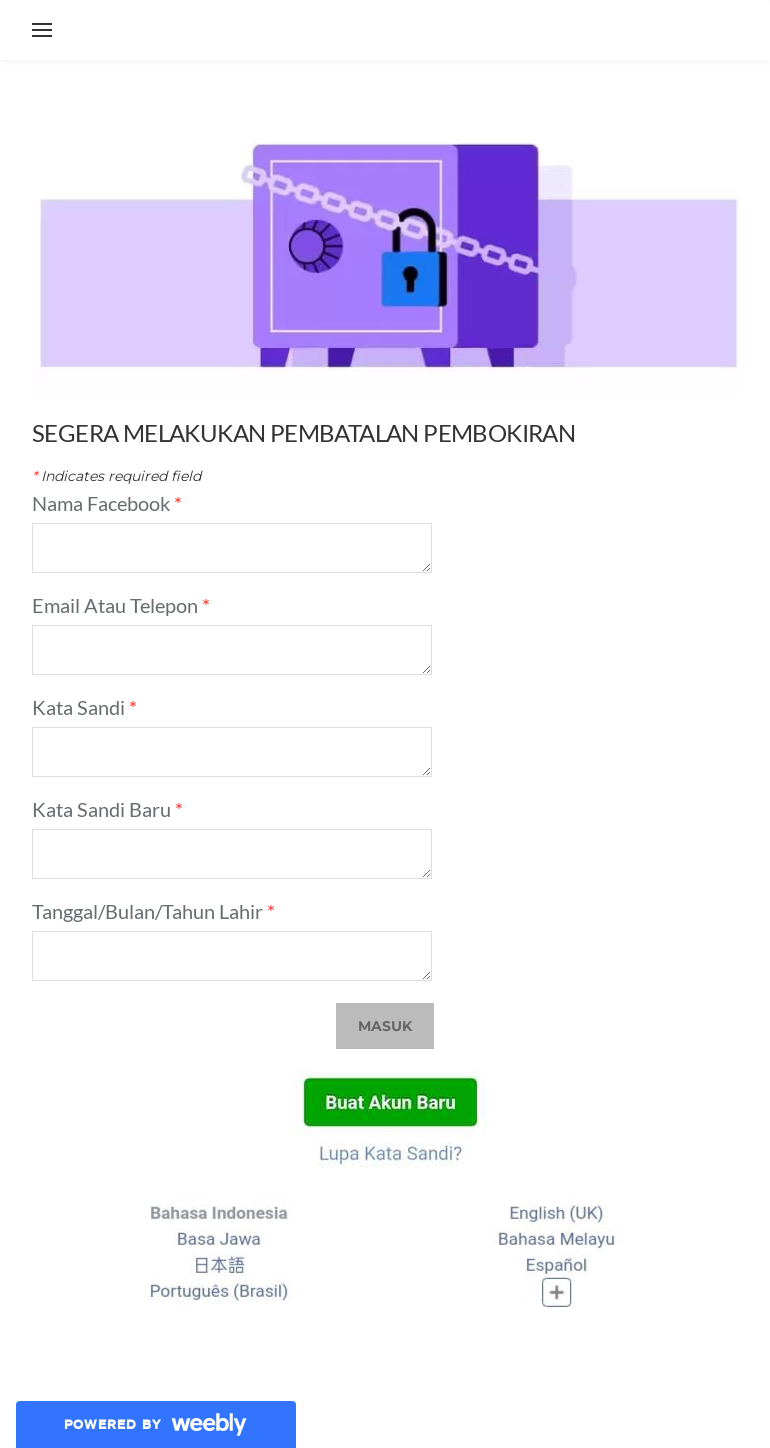 SEGERA MELAKUKAN PEMBATALAN PEMBOKIRAN
* Indicates required field
Nama Facebook *
Email Atau Telepon *
Kata Sandi *
Kata Sandi Baru *
Tanggal/Bulan/Tahun Lahir *
MASUK
Buat Akun Baru
Lupa Kata Sandi?
Bahasa Indonesia
English (UK)
Basa Jawa
Bahasa Melayu
日本語
Español
Português (Brasil)
POWERED BY weebly